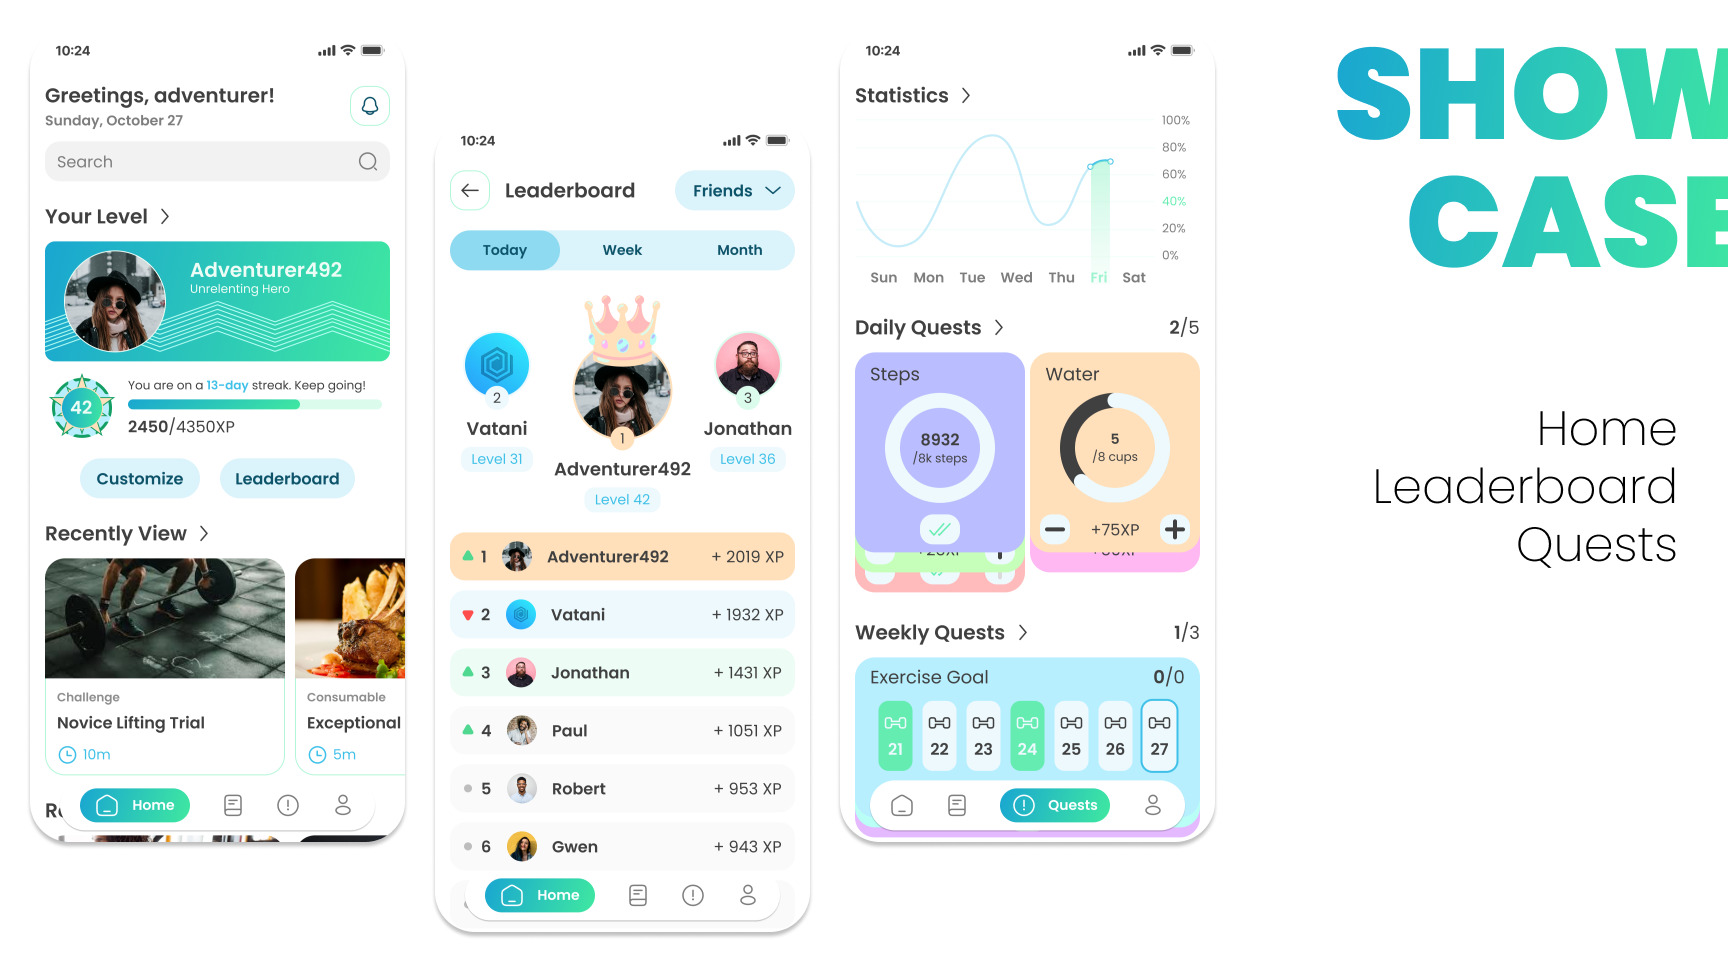 10:24
Greetings, adventurer!
Sunday, October 27
Search
Your Level
Adventurer492
Unrelenting Hero
42
You are on a 13-day streak. Keep going!
2450/4350XP
Customize
Leaderboard
Recently View
Challenge
Novice Lifting Trial
10m
Consumable
Exceptional
5m
Home
10:24
Leaderboard
Friends
Today
Week
Month
2
Vatani
Level 31
1
Adventurer492
Level 42
3
Jonathan
Level 36
1 Adventurer492 + 2019 XP
2 Vatani + 1932 XP
3 Jonathan + 1431 XP
4 Paul + 1051 XP
5 Robert + 953 XP
6 Gwen + 943 XP
Home
10:24
Statistics
100%
80%
60%
40%
20%
0%
Sun Mon Tue Wed Thu Fri Sat
Daily Quests 2/5
Steps
8932
/8k steps
Water
5
/8 cups
+75XP
Weekly Quests 1/3
Exercise Goal 0/0
21 22 23 24 25 26 27
Quests
SHOW
CASE
Home
Leaderboard
Quests